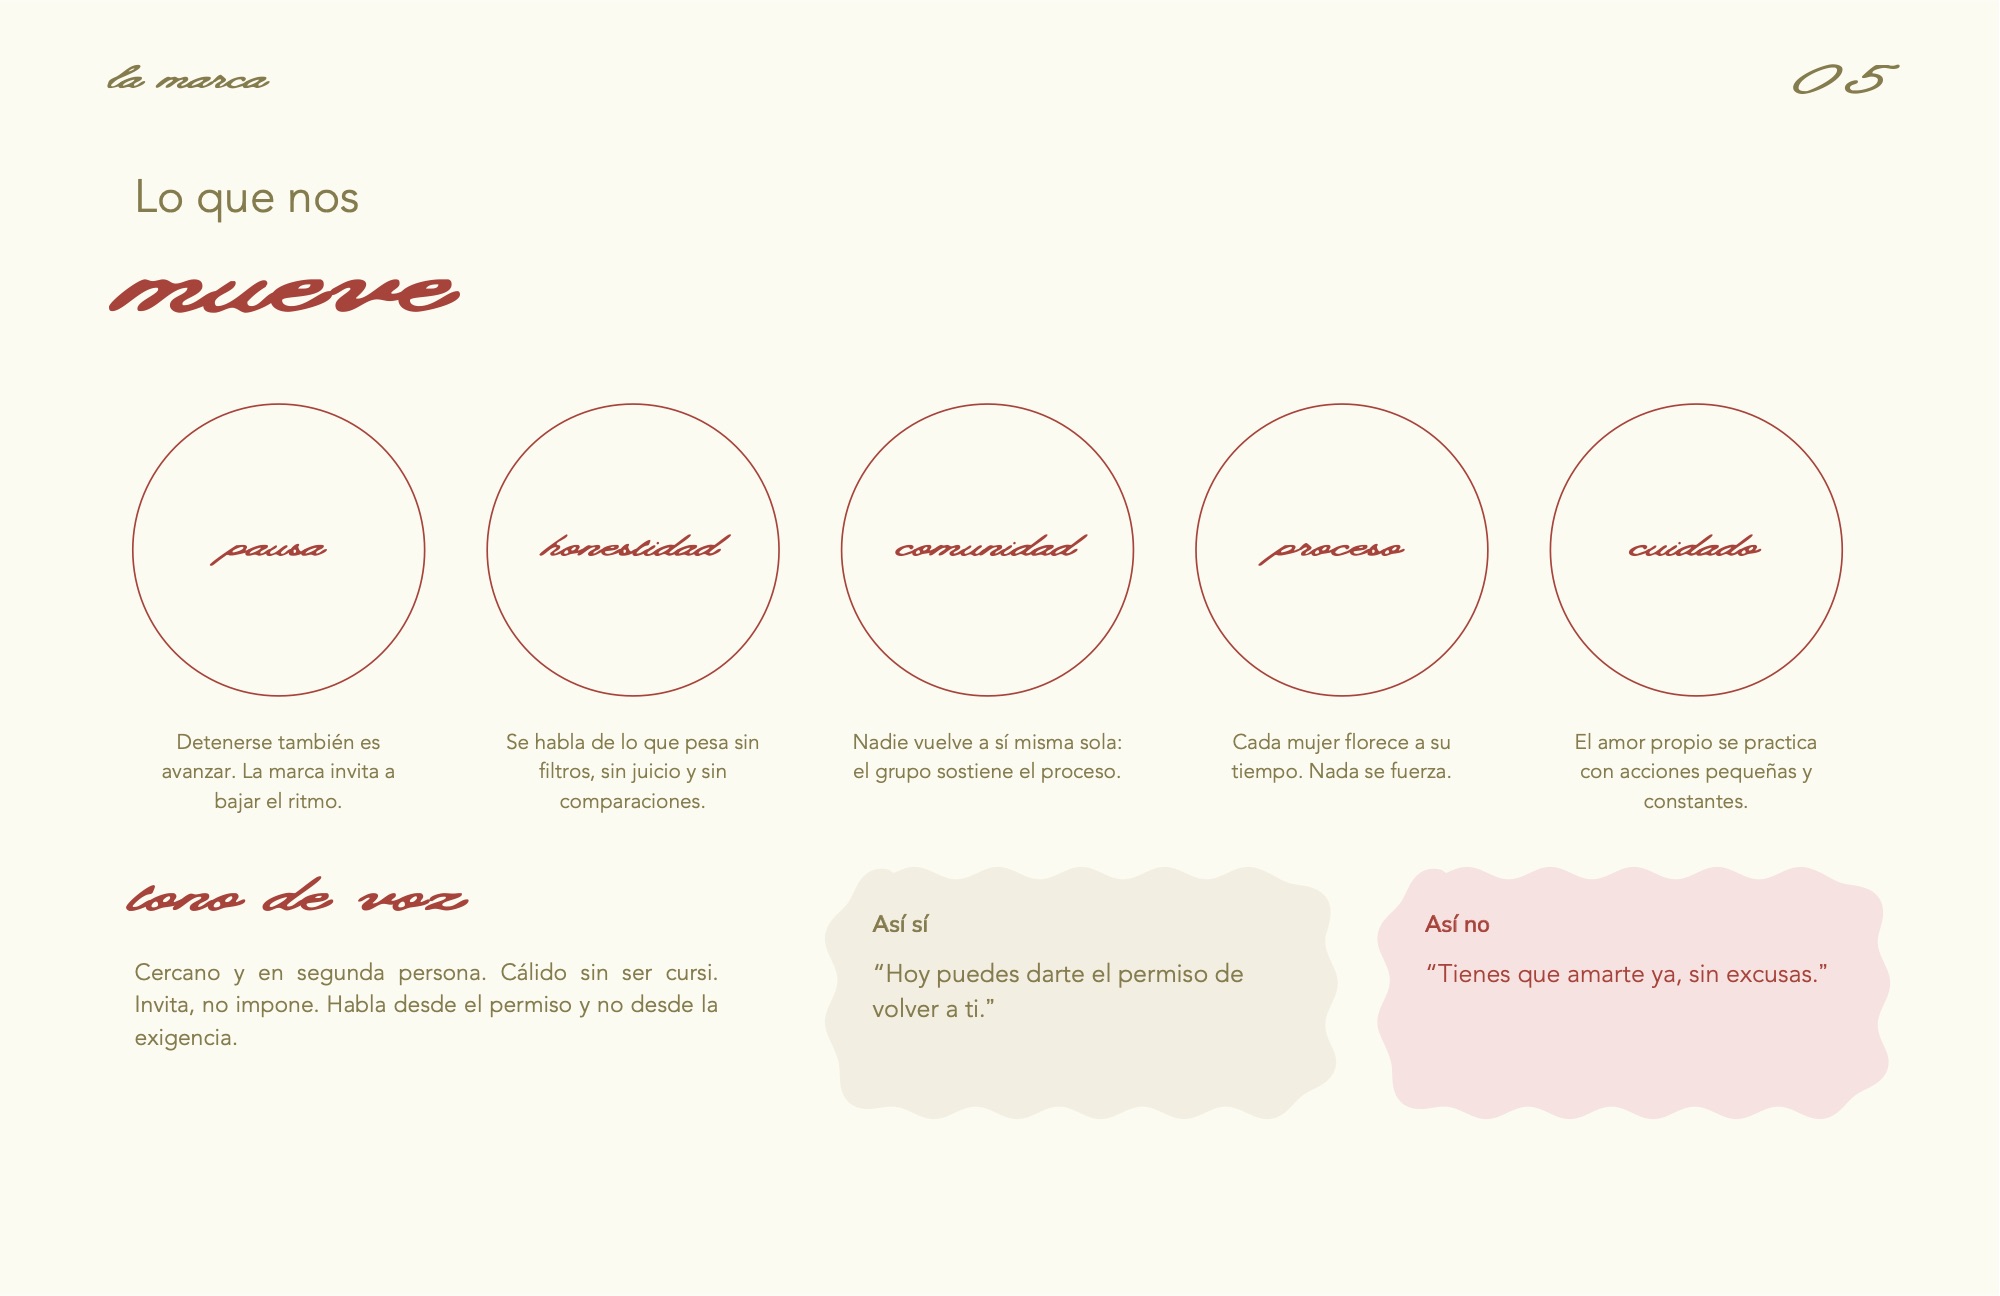 la marca
05
Lo que nos
mueve
pausa
honestidad
comunidad
proceso
cuidado
Detenerse también es
avanzar. La marca invita a
bajar el ritmo.
Se habla de lo que pesa sin
filtros, sin juicio y sin
comparaciones.
Nadie vuelve a sí misma sola:
el grupo sostiene el proceso.
Cada mujer florece a su
tiempo. Nada se fuerza.
El amor propio se practica
con acciones pequeñas y
constantes.
tono de voz
Cercano y en segunda persona. Cálido sin ser cursi.
Invita, no impone. Habla desde el permiso y no desde la
exigencia.
Así sí
“Hoy puedes darte el permiso de
volver a ti.”
Así no
“Tienes que amarte ya, sin excusas.”